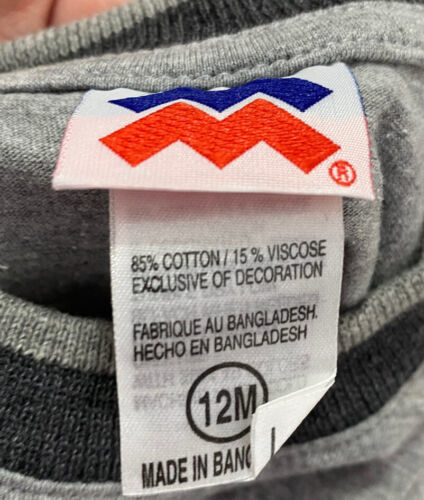 ®
85% COTTON / 15 % VISCOSE
EXCLUSIVE OF DECORATION
FABRIQUE AU BANGLADESH.
HECHO EN BANGLADESH
12M
MADE IN BANG